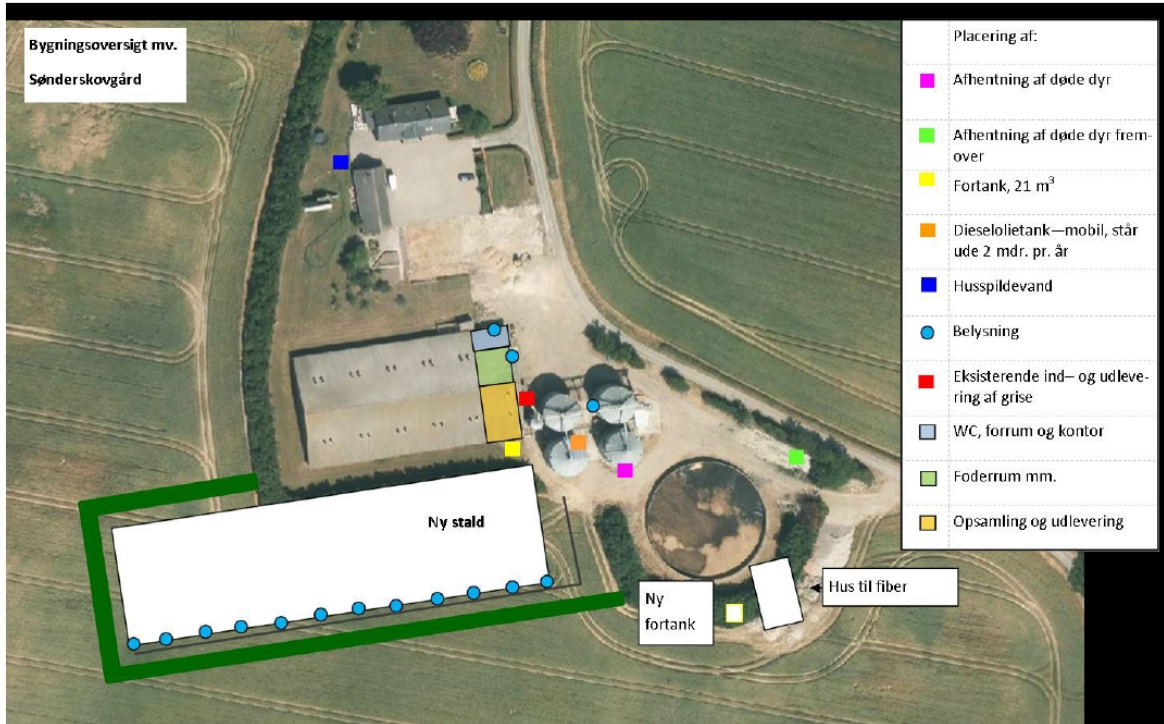 Bygningsoversigt mv.
Sønderskovgård
Placering af:
Afhentning af døde dyr
Afhentning af døde dyr frem-
over
Fortank, 21 m³
Dieselolietank—mobil, står
ude 2 mdr. pr. år
Husspildevand
Belysning
Eksisterende ind– og udleve-
ring af grise
WC, forrum og kontor
Foderrum mm.
Opsamling og udlevering
Ny stald
Hus til fiber
Ny
fortank